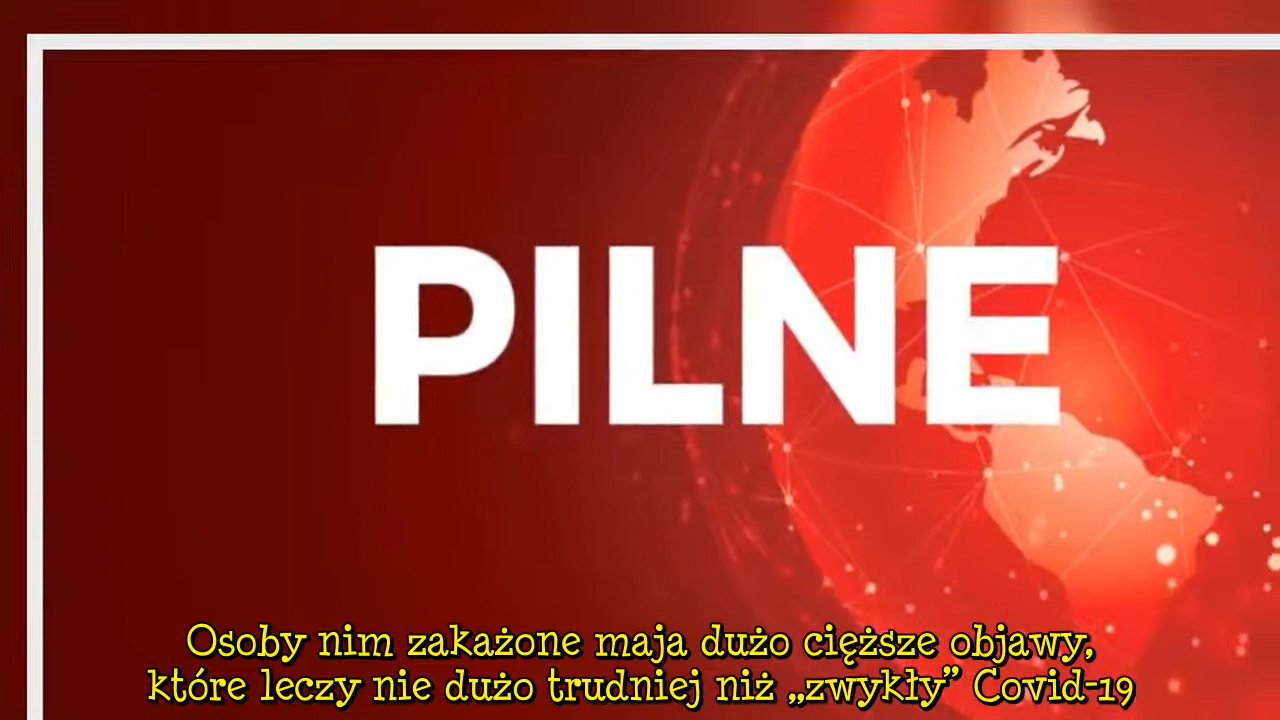 PILNE
Osoby nim zakażone maja dużo cięższe objawy,
które leczy nie dużo trudniej niż „zwykły” Covid-19